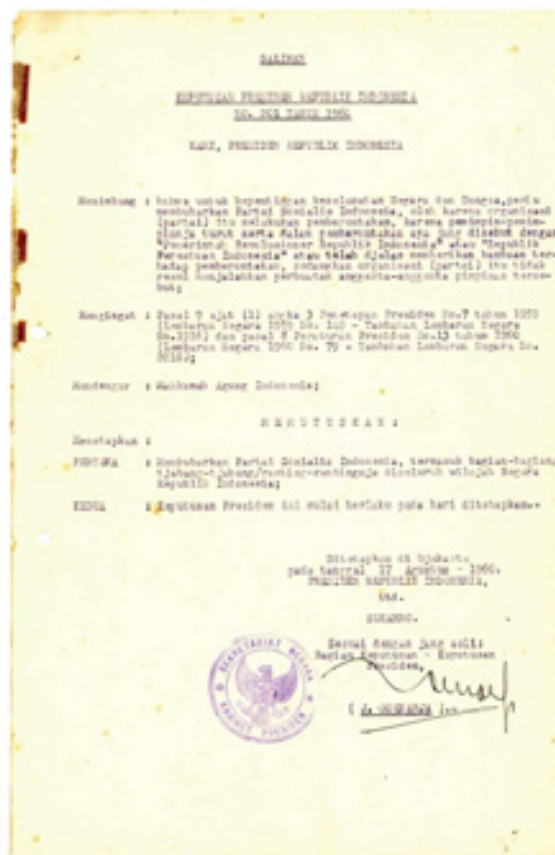 SALINAN
KEPUTUSAN PRESIDEN REPUBLIK INDONESIA
NO. 201 TAHUN 1960
KAMI, PRESIDEN REPUBLIK INDONESIA
Menimbang : bahwa untuk kepentingan keselamatan Negara dan Bangsa, perlu
membubarkan Partai Sosialis Indonesia, oleh karena organisasi
(partai) itu melakukan pemberontakan, karena pemimpin-pemim-
pinnja turut serta dalam pemberontakan apa jang disebut dengan
"Pemerintah Revolusioner Republik Indonesia" atau "Republik
Persatuan Indonesia" atau telah djelas memberikan bantuan ter-
hadap pemberontakan, sedangkan organisasi (partai) itu tidak
resmi menjalahkan perbuatan anggota-anggota pimpinan terse-
but;
Mengingat : Pasal 9 ajat (1) angka 3 Penetapan Presiden No.7 tahun 1959
(Lembaran Negara 1959 No. 149 - Tambahan Lembaran Negara
No.1916) dan pasal 8 Peraturan Presiden No.13 tahun 1960
(Lembaran Negara 1960 No. 79 - Tambahan Lembaran Negara No.
Mendengar : Mahkamah Agung Indonesia;
MEMUTUSKAN :
Menetapkan :
PERTAMA : Membubarkan Partai Sosialis Indonesia, termasuk bagian-bagian/
tjabang-tjabang/ranting-rantingnja diseluruh wilajah Negara
Republik Indonesia;
KEDUA : Keputusan Presiden ini mulai berlaku pada hari ditetapkan.-
Ditetapkan di Djakarta
pada tanggal 17 Agustus - 1960.
PRESIDEN REPUBLIK INDONESIA,
ttd.
SUKARNO.
Sesuai dengan jang asli:
Bagian Keputusan - Keputusan
Presiden,
SEKRETARIAT NEGARA
KABINET PRESIDEN